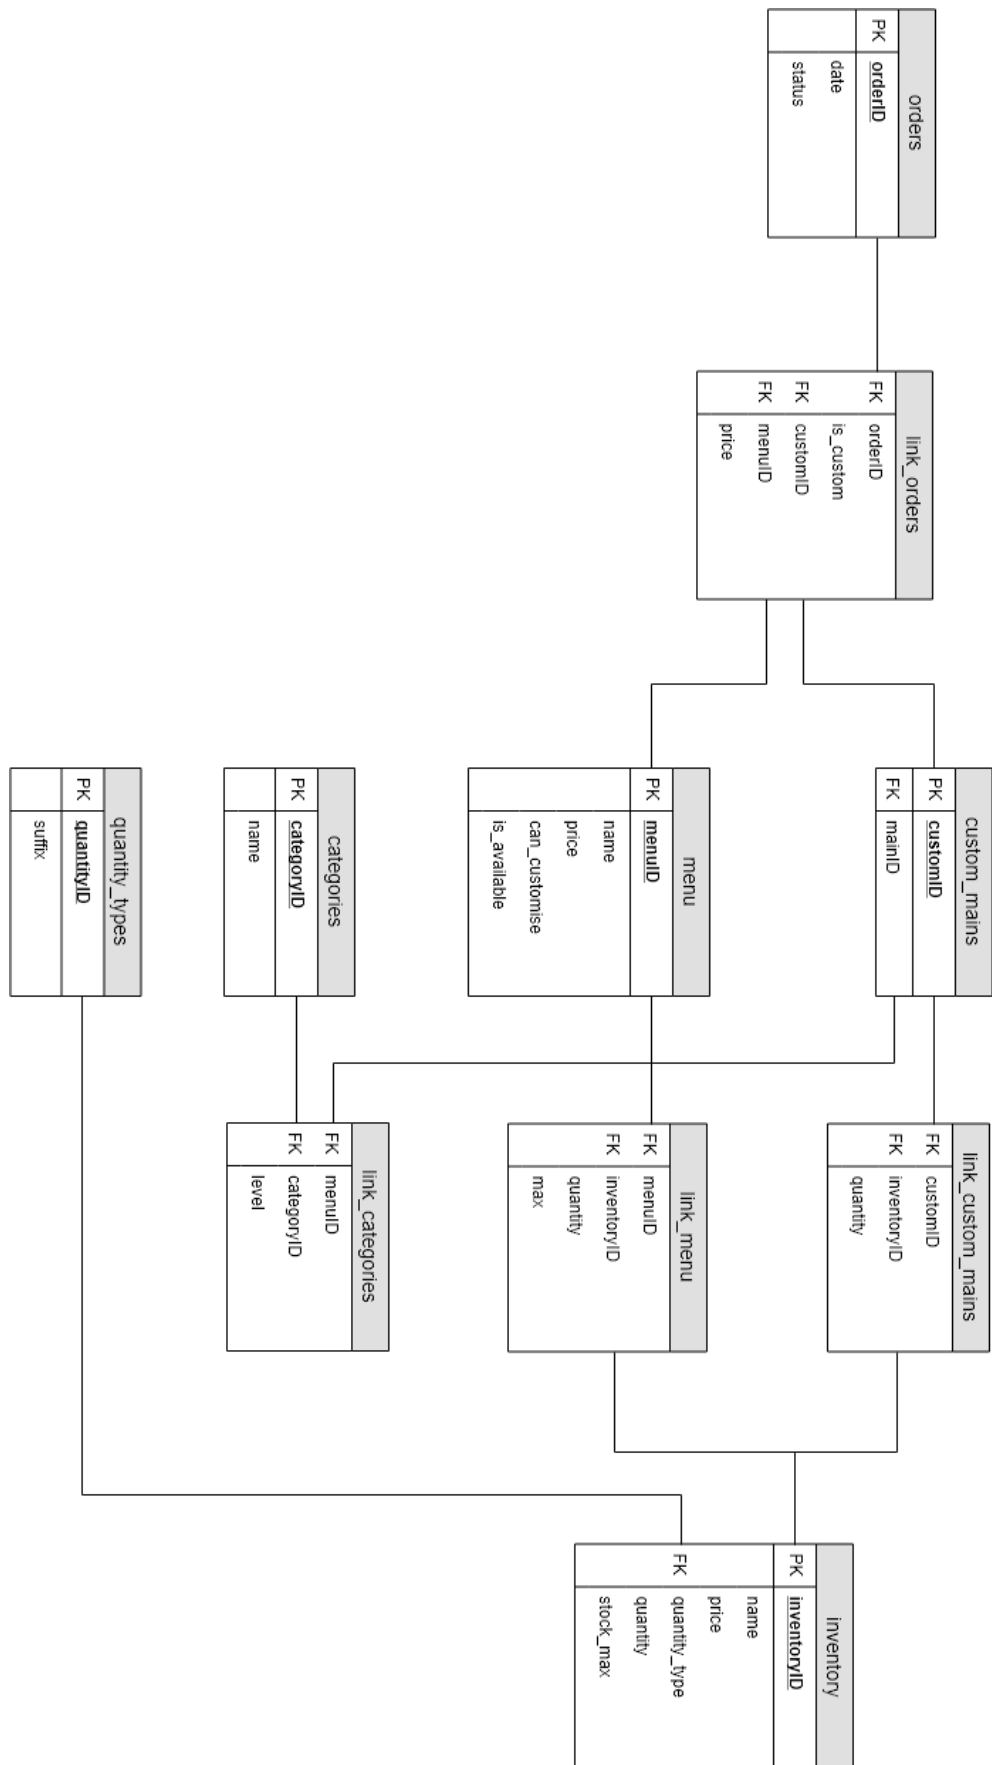 orders
PK orderID
date
status
link_orders
FK orderID
is_custom
FK customID
FK menuID
price
custom_mains
PK customID
FK mainID
menu
PK menuID
name
price
can_customise
is_available
categories
PK categoryID
name
quantity_types
PK quantityID
suffix
link_custom_mains
FK customID
FK inventoryID
quantity
link_menu
FK menuID
FK inventoryID
quantity
max
link_categories
FK menuID
FK categoryID
level
inventory
PK inventoryID
name
price
FK quantity_type
quantity
stock_max